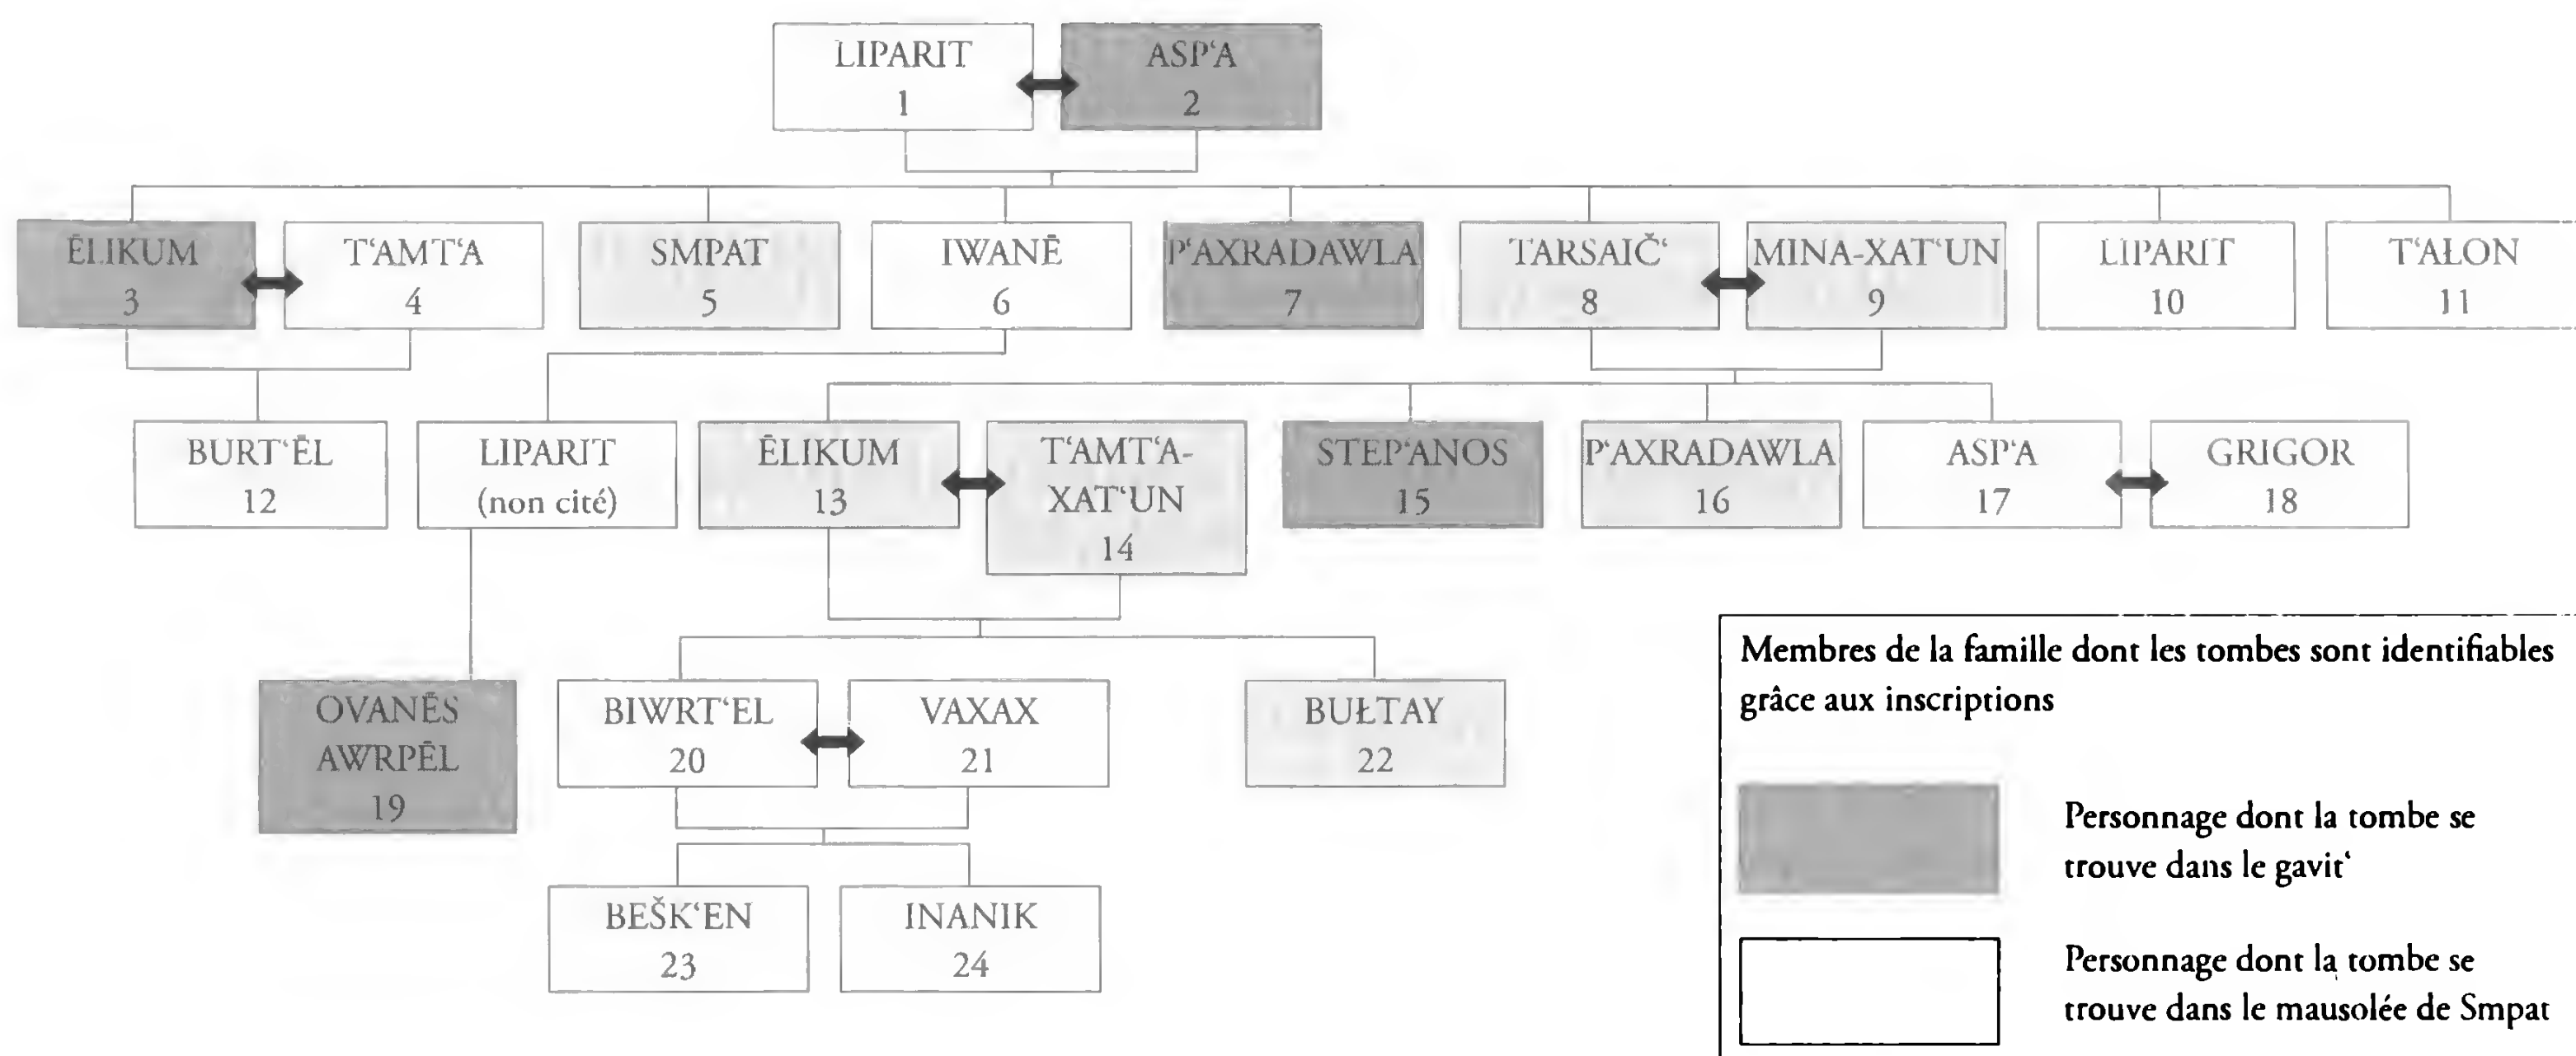 LIPARIT
1
ASP‘A
2
ĒLIKUM
3
T‘AMT‘A
4
SMPAT
5
IWANĒ
6
P‘AXRADAWLA
7
TARSAIČ‘
8
MINA-XAT‘UN
9
LIPARIT
10
T‘AŁON
11
BURT‘ĒL
12
LIPARIT
(non cité)
ĒLIKUM
13
T‘AMT‘A-
XAT‘UN
14
STEP‘ANOS
15
P‘AXRADAWLA
16
ASP‘A
17
GRIGOR
18
OVANĒS
AWRPĒL
19
BIWRT‘EL
20
VAXAX
21
BUŁTAY
22
BEŠK‘EN
23
INANIK
24
Membres de la famille dont les tombes sont identifiables
grâce aux inscriptions
Personnage dont la tombe se
trouve dans le gavit‘
Personnage dont la tombe se
trouve dans le mausolée de Smpat